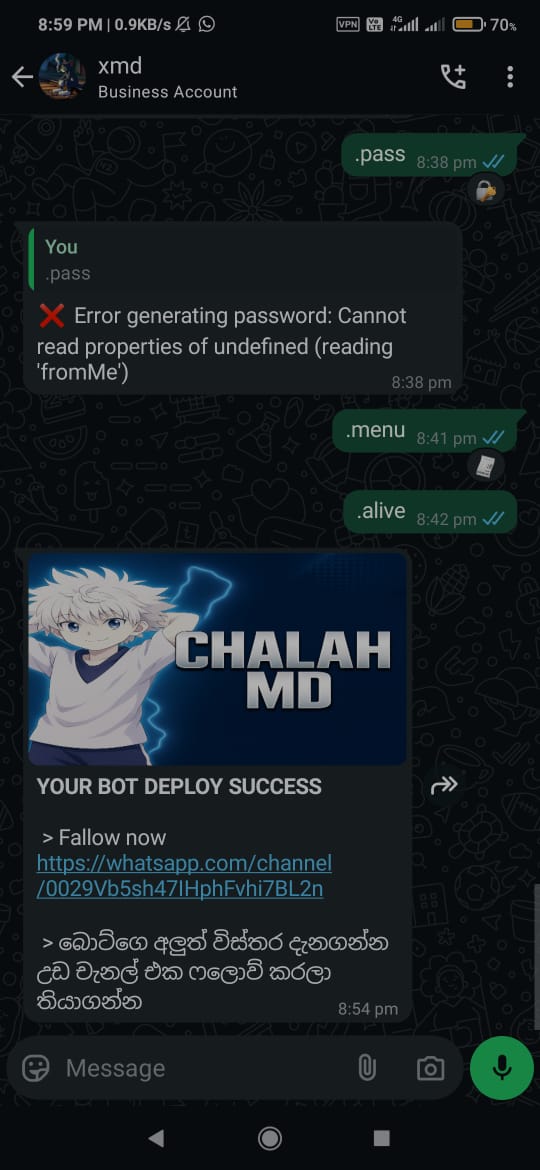 8:59 PM | 0.9KB/s
VPN
Vo
LTE
4G
70%
xmd
Business Account
.pass
8:38 pm
You
.pass
❌ Error generating password: Cannot
read properties of undefined (reading
'fromMe')
8:38 pm
.menu 8:41 pm
.alive 8:42 pm
CHALAH
MD
YOUR BOT DEPLOY SUCCESS
> Fallow now
https://whatsapp.com/channel
/0029Vb5sh47IHphFvhi7BL2n
> බොට්ගෙ අලුත් විස්තර දැනගන්න
උඩ චැනල් එක ෆලොව් කරලා
තියාගන්න
8:54 pm
Message